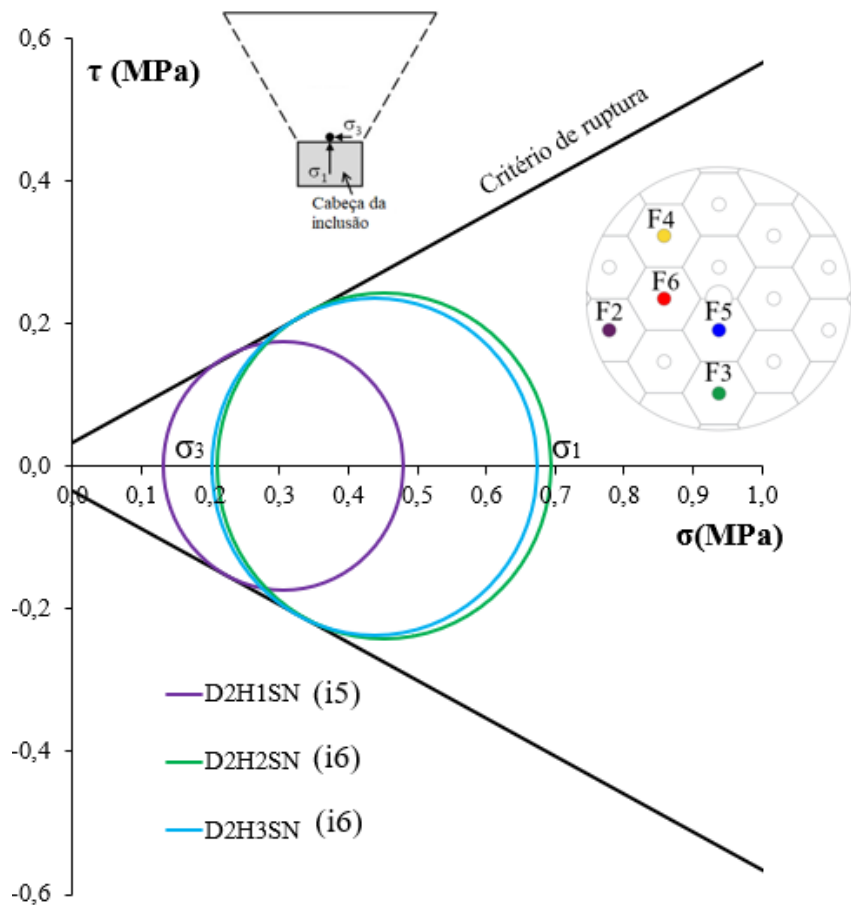 0,6
τ (MPa)
σ3
σ1
Cabeça da
inclusão
Critério de ruptura
0,4
F4
F6
F2
F5
F3
0,2
σ3
σ1
0,0
0,0
0,1
0,2
0,3
0,4
0,5
0,6
0,7
0,8
0,9
1,0
σ(MPa)
-0,2
D2H1SN (i5)
-0,4
D2H2SN (i6)
D2H3SN (i6)
-0,6